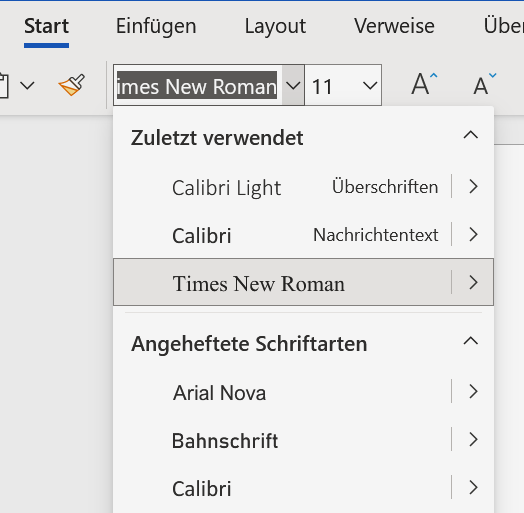 Start Einfügen Layout Verweise Über
imes New Roman 11 A A
Zuletzt verwendet
Calibri Light Überschriften
Calibri Nachrichtentext
Times New Roman
Angeheftete Schriftarten
Arial Nova
Bahnschrift
Calibri